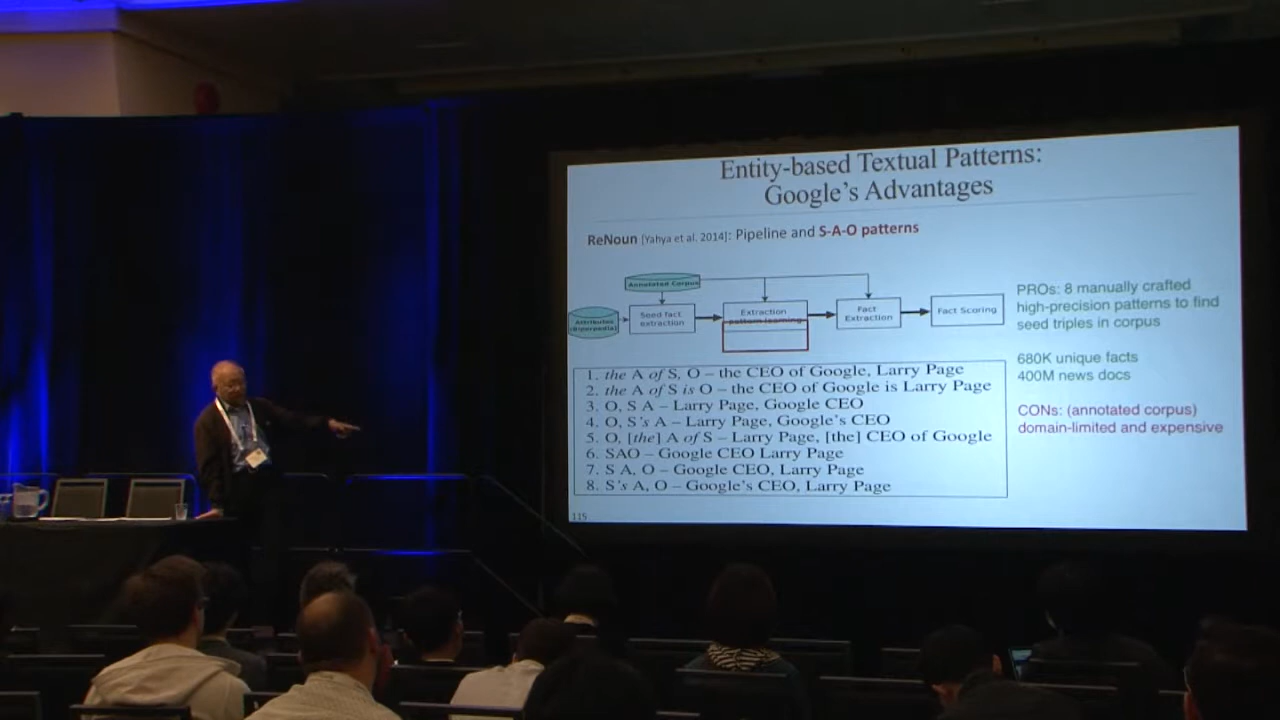 Entity-based Textual Patterns:
Google's Advantages
ReNoun [Yahya et al. 2014]: Pipeline and S-A-O patterns
Annotated Corpus
Attributes
(Biperpedia)
Seed fact
extraction
Extraction
pattern learning
Fact
Extraction
Fact Scoring
1. the A of S, O – the CEO of Google, Larry Page
2. the A of S is O – the CEO of Google is Larry Page
3. O, S A – Larry Page, Google CEO
4. O, S's A – Larry Page, Google's CEO
5. O, [the] A of S – Larry Page, [the] CEO of Google
6. SAO – Google CEO Larry Page
7. S A, O – Google CEO, Larry Page
8. S's A, O – Google's CEO, Larry Page
PROs: 8 manually crafted
high-precision patterns to find
seed triples in corpus
680K unique facts
400M news docs
CONs: (annotated corpus)
domain-limited and expensive
115